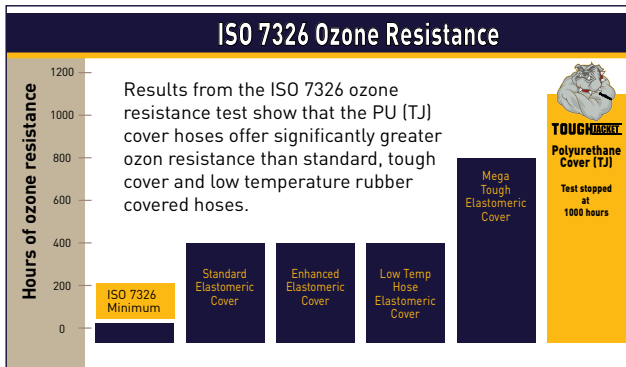 ISO 7326 Ozone Resistance
Hours of ozone resistance
1200
1000
800
600
400
200
0
Results from the ISO 7326 ozone
resistance test show that the PU (TJ)
cover hoses offer significantly greater
ozon resistance than standard, tough
cover and low temperature rubber
covered hoses.
ISO 7326
Minimum
Standard
Elastomeric
Cover
Enhanced
Elastomeric
Cover
Low Temp
Hose
Elastomeric
Cover
Mega
Tough
Elastomeric
Cover
TOUGHJACKET
Polyurethane
Cover (TJ)
Test stopped
at
1000 hours